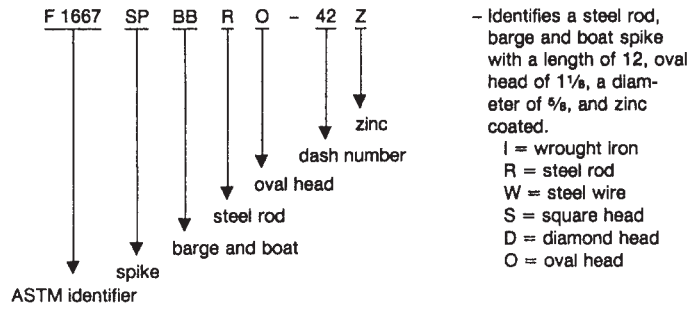 F 1667 SP BB R O - 42 Z
zinc
dash number
oval head
steel rod
barge and boat
spike
ASTM identifier
– Identifies a steel rod,
barge and boat spike
with a length of 12, oval
head of 1⅛, a diam-
eter of ⅝, and zinc
coated.
I = wrought iron
R = steel rod
W = steel wire
S = square head
D = diamond head
O = oval head